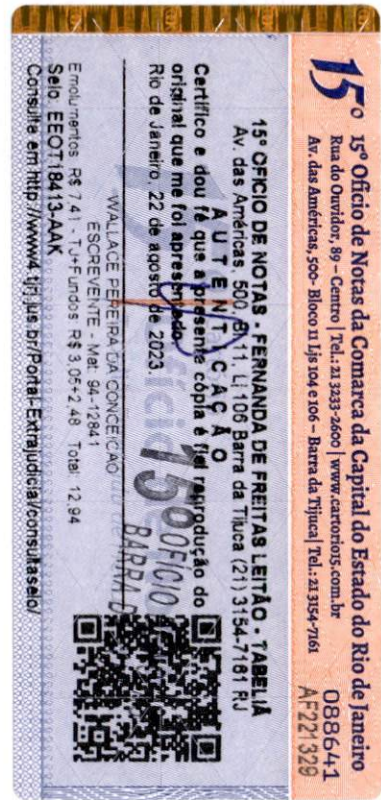 15º 15º Ofício de Notas da Comarca da Capital do Estado do Rio de Janeiro
Rua do Ouvidor, 89 – Centro | Tel.: 21 3233-2600 | www.cartorio15.com.br
Av. das Américas, 500 - Bloco 11 Ljs 104 e 106 – Barra da Tijuca | Tel.: 21 3154-7161
088641
AF221329
15º OFICIO DE NOTAS - FERNANDA DE FREITAS LEITÃO - TABELIÃ
Av. das Américas, 500, Bl 11, Lj 106 Barra da Tijuca (21) 3154-7161 RJ
AUTENTICAÇÃO
Certifico e dou fé que a presente cópia é fiel reprodução do
original que me foi apresentado
Rio de Janeiro, 22 de agosto de 2023.
15º OFÍCIO
BARRA D
WALLACE PEREIRA DA CONCEICAO
ESCREVENTE - Mat: 94-12841
Emolumentos: R$ 7,41 - TJ+Fundos: R$ 3,05+2,48 Total: 12,94
Selo: EEOT18413-AAK
Consulte em http://www4.tjrj.jus.br/Portal-Extrajudicial/consultaselo/